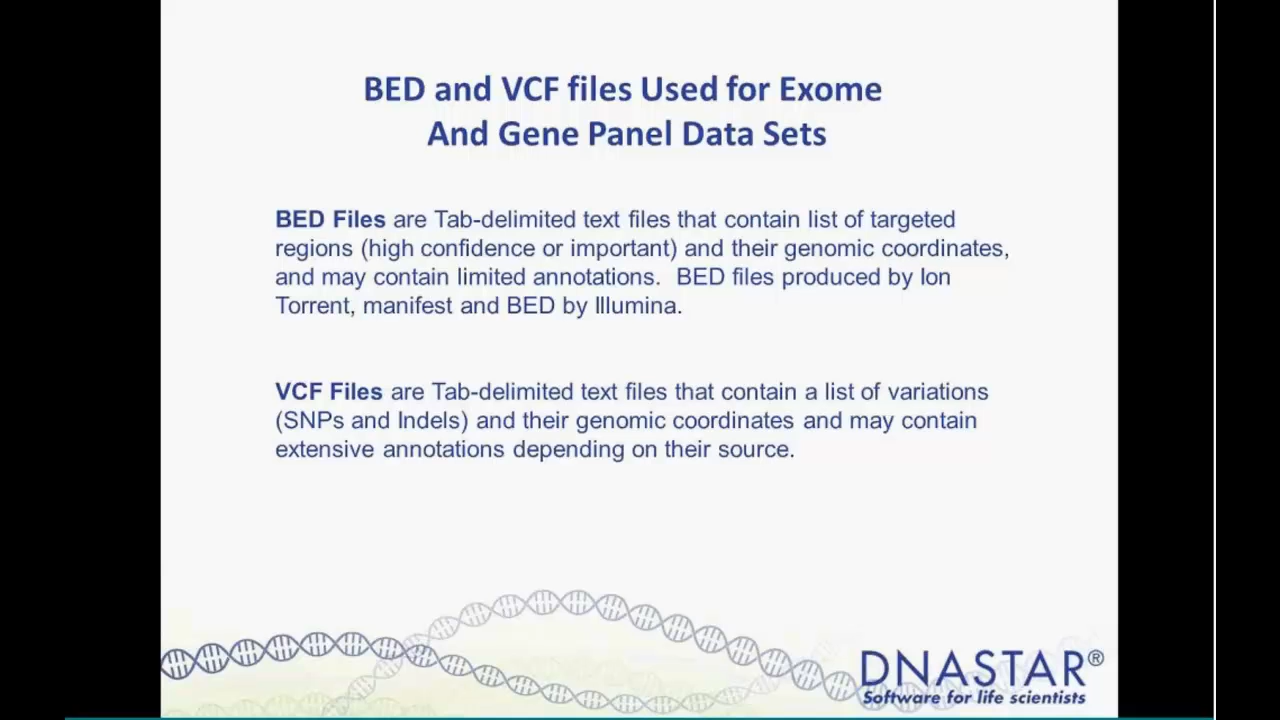 BED and VCF files Used for Exome
And Gene Panel Data Sets
BED Files are Tab-delimited text files that contain list of targeted
regions (high confidence or important) and their genomic coordinates,
and may contain limited annotations. BED files produced by Ion
Torrent, manifest and BED by Illumina.
VCF Files are Tab-delimited text files that contain a list of variations
(SNPs and Indels) and their genomic coordinates and may contain
extensive annotations depending on their source.
DNASTAR®
Software for life scientists